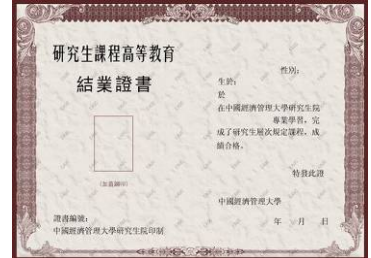 研究生課程高等教育
結業證書
(加蓋鋼印)
證書編號:
中國經濟管理大學研究生院印制
性別:
生於:
於
在中國經濟管理大學研究生院
專業學習，完
成了研究生層次規定課程，成
績合格。
特發此證
中國經濟管理大學
年 月 日